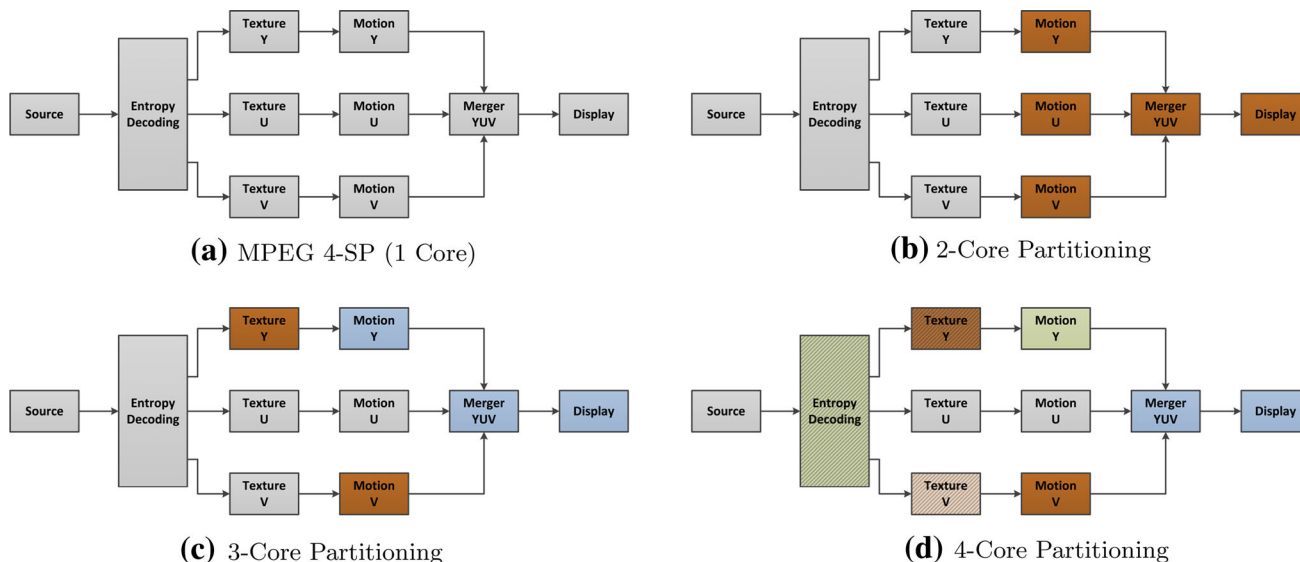 Texture
Y
Motion
Y
Source
Entropy
Decoding
Texture
U
Motion
U
Merger
YUV
Display
Texture
V
Motion
V
(a) MPEG 4-SP (1 Core)
Texture
Y
Motion
Y
Source
Entropy
Decoding
Texture
U
Motion
U
Merger
YUV
Display
Texture
V
Motion
V
(b) 2-Core Partitioning
Texture
Y
Motion
Y
Source
Entropy
Decoding
Texture
U
Motion
U
Merger
YUV
Display
Texture
V
Motion
V
(c) 3-Core Partitioning
Texture
Y
Motion
Y
Source
Entropy
Decoding
Texture
U
Motion
U
Merger
YUV
Display
Texture
V
Motion
V
(d) 4-Core Partitioning